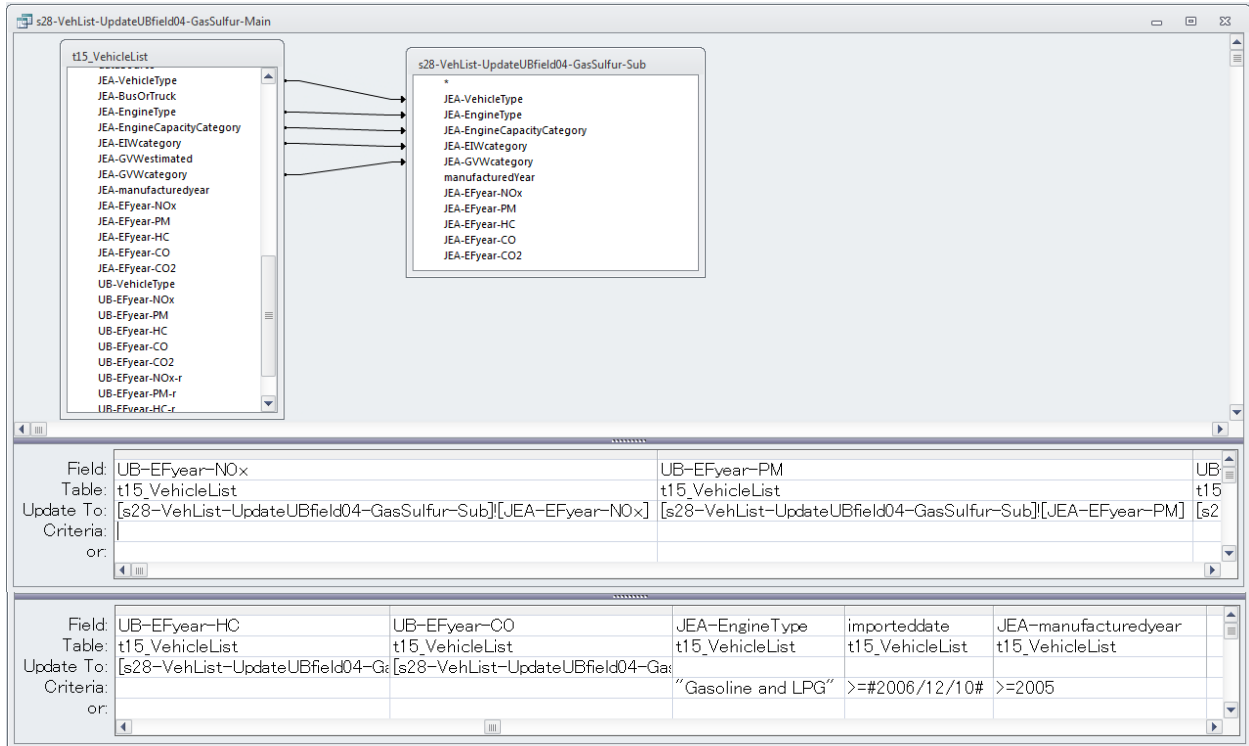 s28-VehList-UpdateUBfield04-GasSulfur-Main
t15_VehicleList
JEA-VehicleType
JEA-BusOrTruck
JEA-EngineType
JEA-EngineCapacityCategory
JEA-EIWcategory
JEA-GVWestimated
JEA-GVWcategory
JEA-manufacturedyear
JEA-EFyear-NOx
JEA-EFyear-PM
JEA-EFyear-HC
JEA-EFyear-CO
JEA-EFyear-CO2
UB-VehicleType
UB-EFyear-NOx
UB-EFyear-PM
UB-EFyear-HC
UB-EFyear-CO
UB-EFyear-CO2
UB-EFyear-NOx-r
UB-EFyear-PM-r
UB-EFyear-HC-r
s28-VehList-UpdateUBfield04-GasSulfur-Sub
*
JEA-VehicleType
JEA-EngineType
JEA-EngineCapacityCategory
JEA-EIWcategory
JEA-GVWcategory
manufacturedYear
JEA-EFyear-NOx
JEA-EFyear-PM
JEA-EFyear-HC
JEA-EFyear-CO
JEA-EFyear-CO2
Field: UB-EFyear-NOx UB-EFyear-PM UB-
Table: t15_VehicleList t15_VehicleList t15
Update To: [s28-VehList-UpdateUBfield04-GasSulfur-Sub]![JEA-EFyear-NOx] [s28-VehList-UpdateUBfield04-GasSulfur-Sub]![JEA-EFyear-PM] [s2
Criteria:
or:
Field: UB-EFyear-HC UB-EFyear-CO JEA-EngineType importeddate JEA-manufacturedyear
Table: t15_VehicleList t15_VehicleList t15_VehicleList t15_VehicleList t15_VehicleList
Update To: [s28-VehList-UpdateUBfield04-Ga [s28-VehList-UpdateUBfield04-Gas
Criteria: "Gasoline and LPG" >=#2006/12/10# >=2005
or: